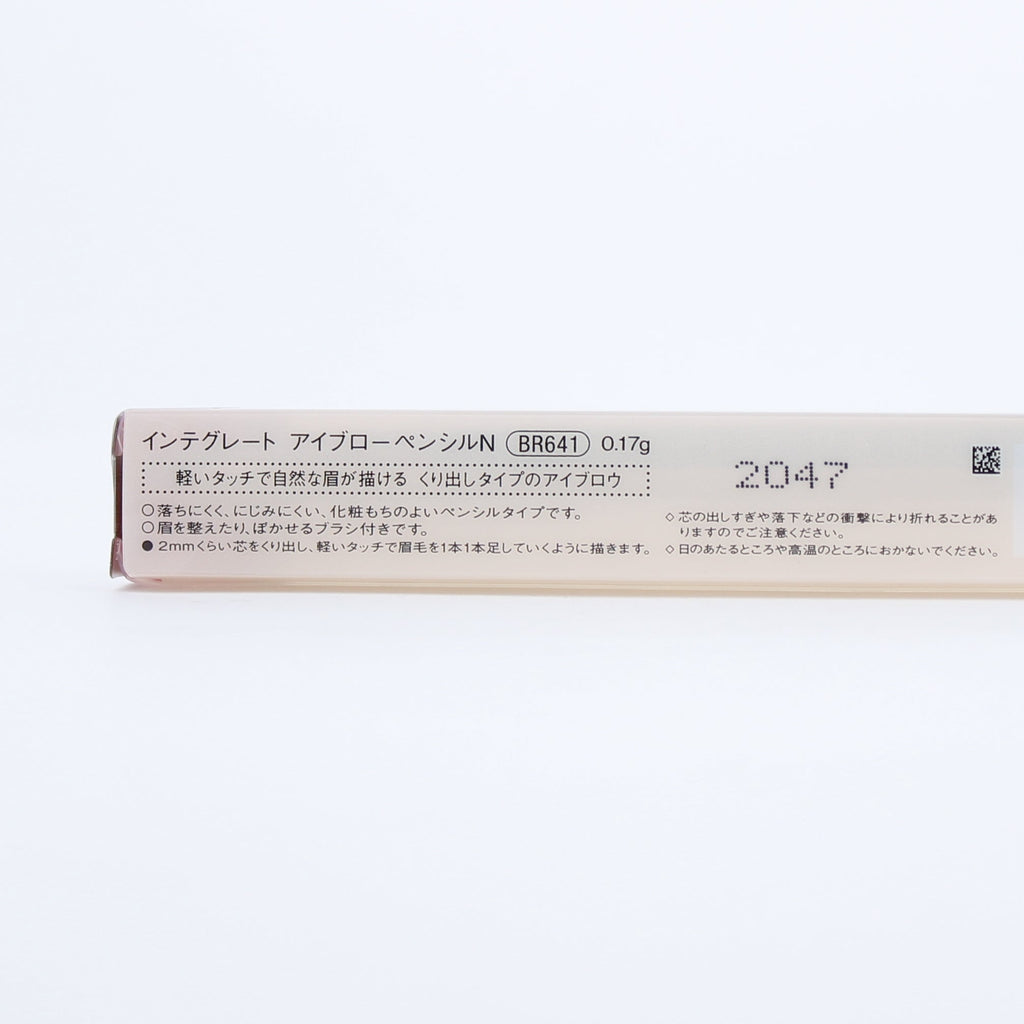 インテグレート アイブローペンシルN BR641 0.17g
軽いタッチで自然な眉が描ける くり出しタイプのアイブロウ
○落ちにくく、にじみにくい、化粧もちのよいペンシルタイプです。
○眉を整えたり、ぼかせるブラシ付きです。
●2mmくらい芯をくり出し、軽いタッチで眉毛を1本1本足していくように描きます。
2047
◇芯の出しすぎや落下などの衝撃により折れることがあ
りますのでご注意ください。
◇日のあたるところや高温のところにおかないでください。